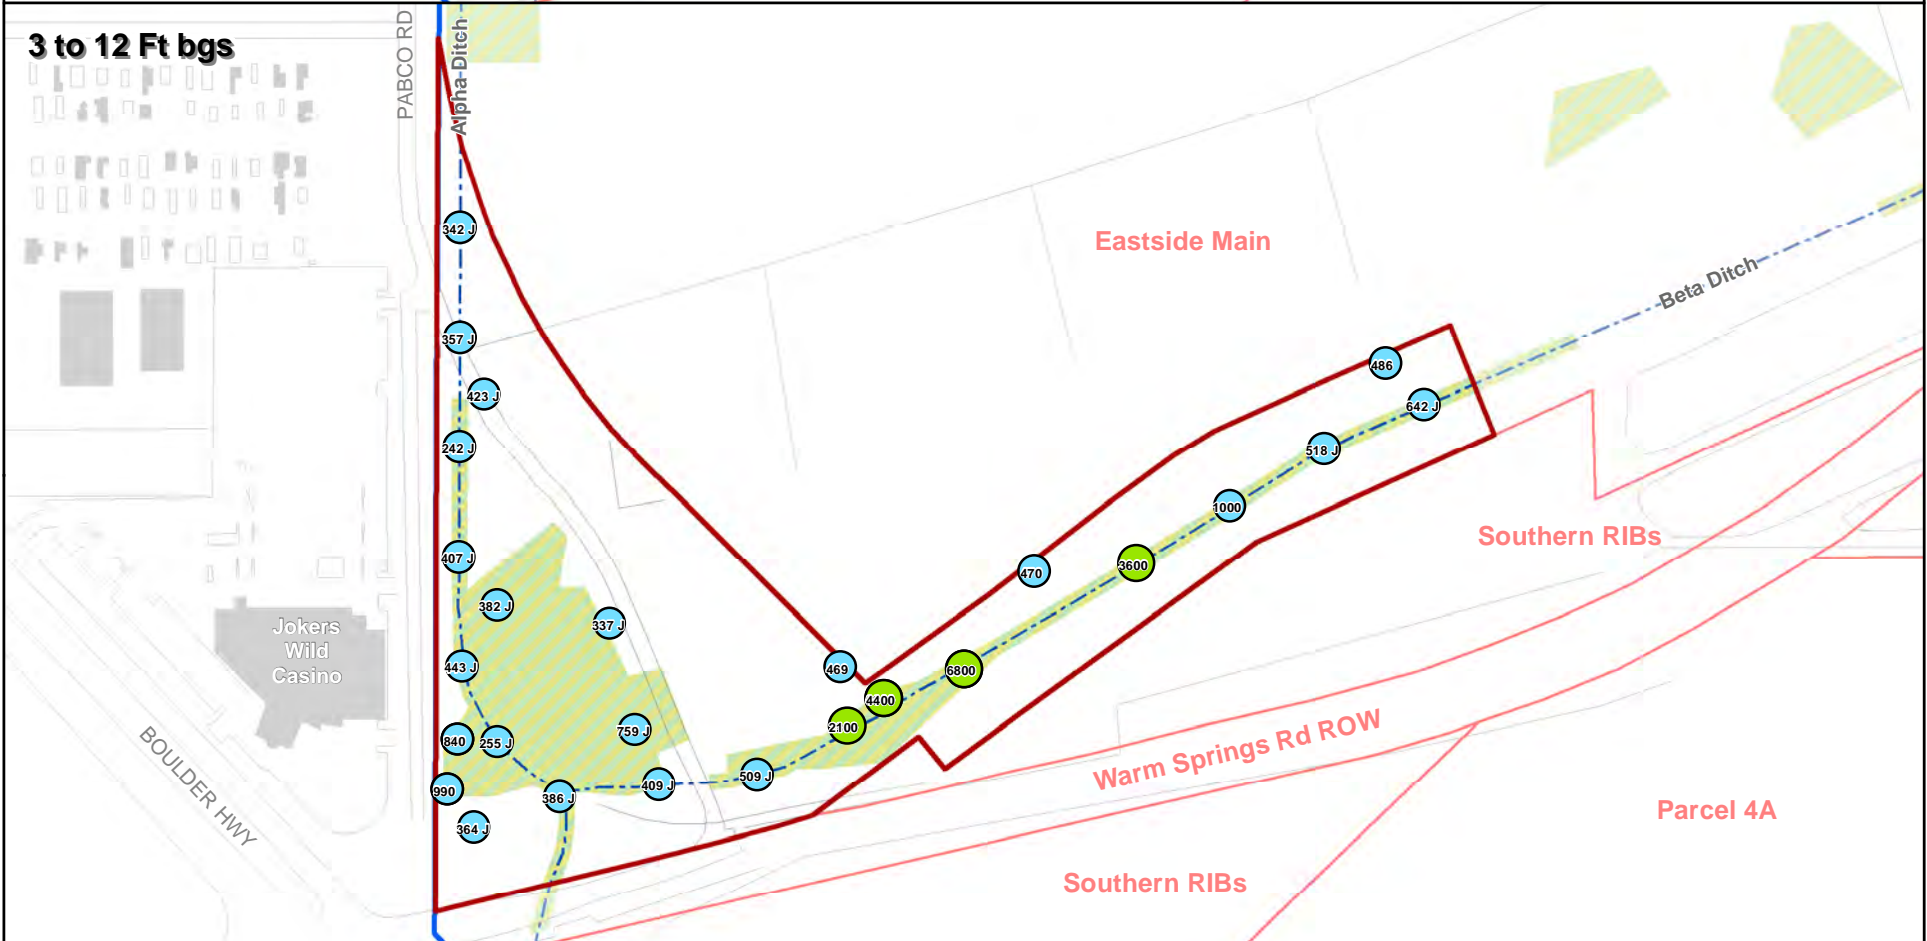 3 to 12 Ft bgs
PABCO RD
Alpha Ditch
342 J
Eastside Main
Beta Ditch
357 J
486
423 J
642 J
242 J
518 J
1000
Southern RIBs
407 J
3600
470
382 J
337 J
Jokers
Wild
Casino
443 J
469
6800
4400
2100
759 J
840
255 J
BOULDER HWY
Warm Springs Rd ROW
509 J
409 J
990
386 J
Parcel 4A
364 J
Southern RIBs